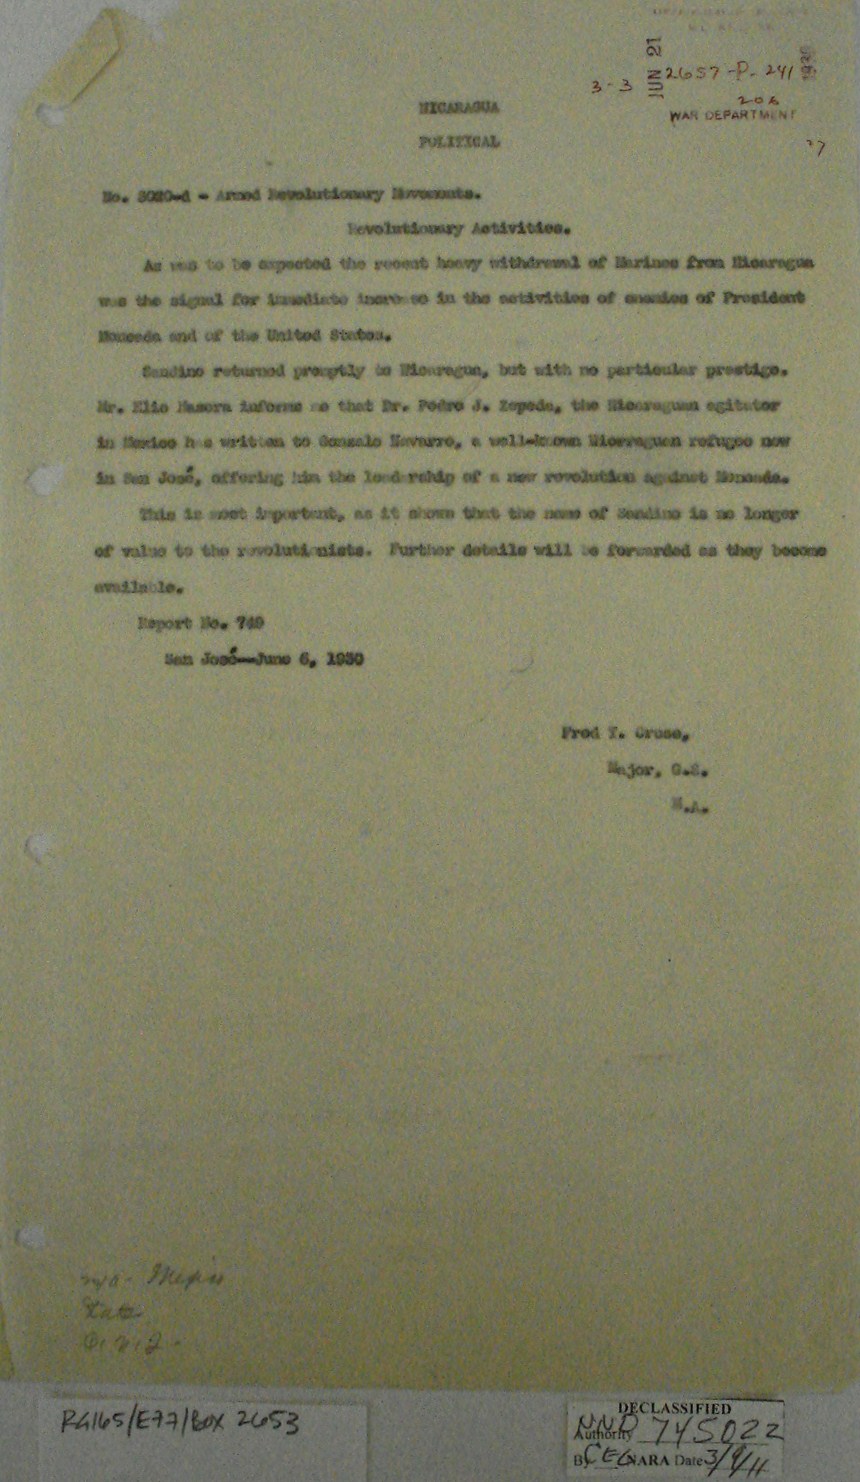 JUN 21
2657-P-241
3-3
206
WAR DEPARTMENT
NICARAGUA
POLITICAL
No. 3020-d - Armed Revolutionary Movements.
Revolutionary Activities.
As was to be expected the recent heavy withdrawal of Marines from Nicaragua
was the signal for immediate increase in the activities of enemies of President
Moncada and of the United States.
Sandino returned promptly to Nicaragua, but with no particular prestige.
Mr. Elio informs me that Dr. Pedro J. Zepeda, the Nicaraguan agitator
in Mexico has written to Gonzalo Navarro, a well-known Nicaraguan refugee now
in San José, offering him the leadership of a new revolution against Moncada.
This is most important, as it shows that the name of Sandino is no longer
of value to the revolutionists. Further details will be forwarded as they become
available.
Report No. 749
San José—June 6, 1930
Fred T. Cruse,
Major, G.S.
M.A.
State
RG165/E77/BOX 2653
DECLASSIFIED
Authority NND 745022
By CEG NARA Date 3/9/11